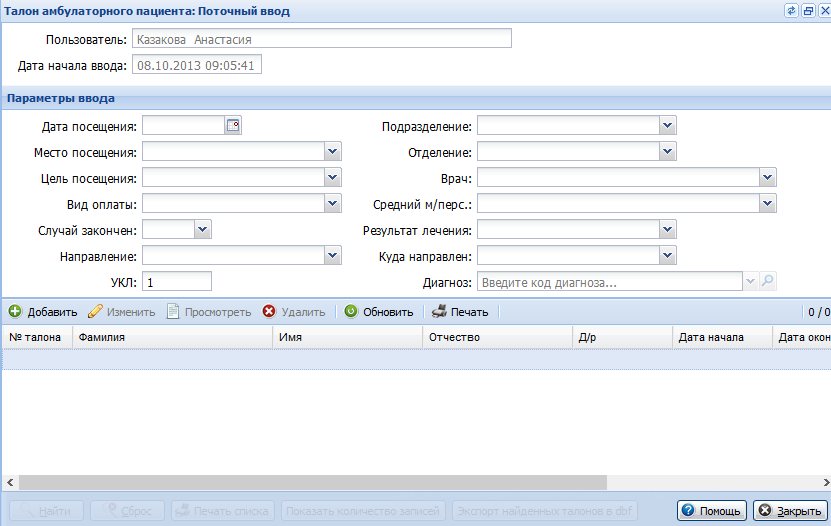 Талон амбулаторного пациента: Поточный ввод
Пользователь: Казакова Анастасия
Дата начала ввода: 08.10.2013 09:05:41
Параметры ввода
Дата посещения: Подразделение:
Место посещения: Отделение:
Цель посещения: Врач:
Вид оплаты: Средний м/перс.:
Случай закончен: Результат лечения:
Направление: Куда направлен:
УКЛ: 1 Диагноз: Введите код диагноза...
Добавить Изменить Просмотреть Удалить Обновить Печать 0 / 0
№ талона Фамилия Имя Отчество Д/р Дата начала Дата окон
Найти Сброс Печать списка Показать количество записей Экспорт найденных талонов в dbf Помощь Закрыть